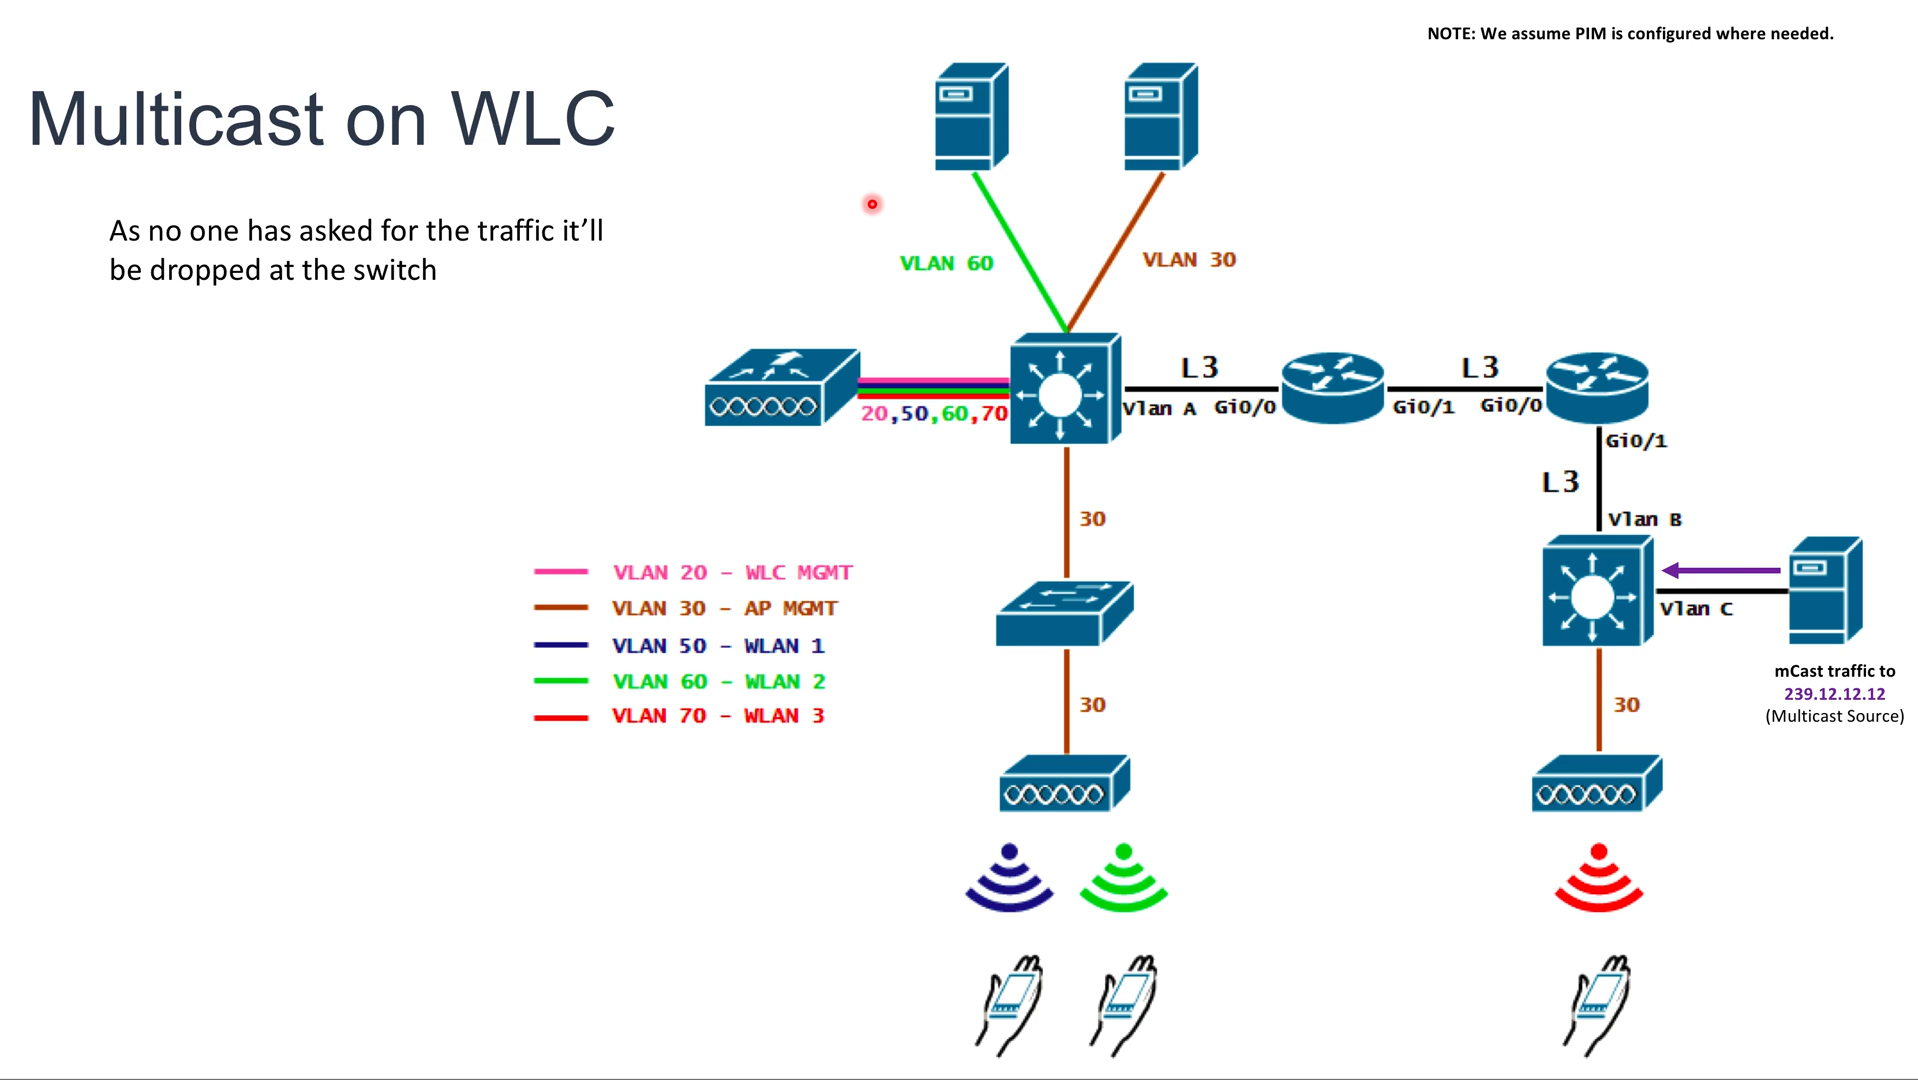 NOTE: We assume PIM is configured where needed.
Multicast on WLC
As no one has asked for the traffic it’ll
be dropped at the switch
VLAN 60
VLAN 30
20,50,60,70
L3
Vlan A
Gi0/0
L3
Gi0/1
Gi0/0
Gi0/1
L3
Vlan B
Vlan C
30
30
30
VLAN 20 - WLC MGMT
VLAN 30 - AP MGMT
VLAN 50 - WLAN 1
VLAN 60 - WLAN 2
VLAN 70 - WLAN 3
mCast traffic to
239.12.12.12
(Multicast Source)